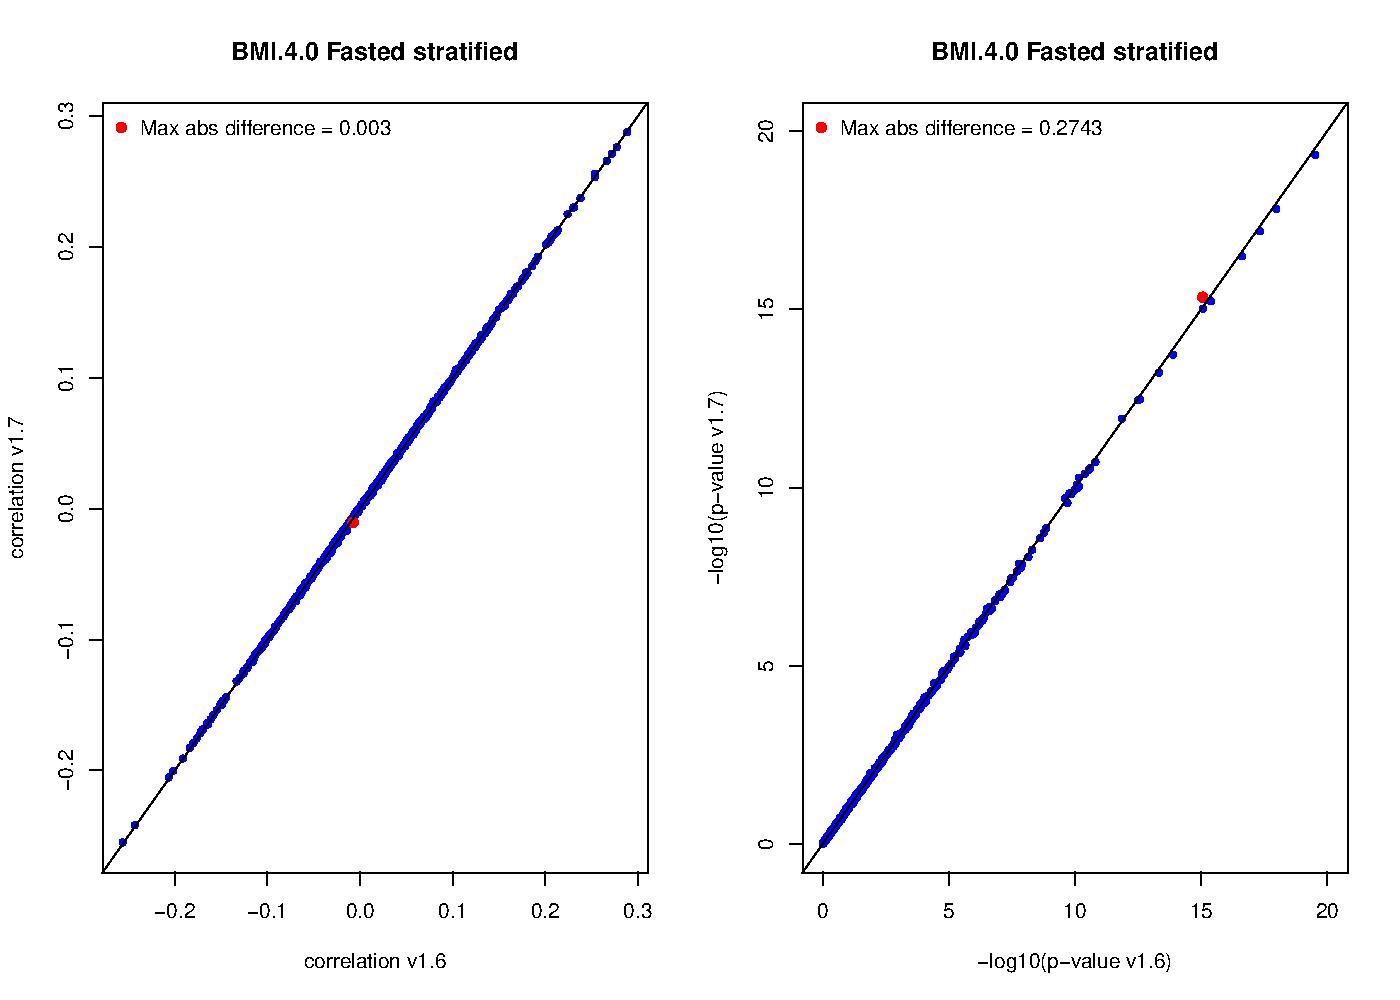 BMI.4.0 Fasted stratified
Max abs difference = 0.003
correlation v1.7
0.3
0.2
0.1
0.0
−0.1
−0.2
−0.2
−0.1
0.0
0.1
0.2
0.3
correlation v1.6
BMI.4.0 Fasted stratified
Max abs difference = 0.2743
−log10(p−value v1.7)
20
15
10
5
0
0
5
10
15
20
−log10(p−value v1.6)